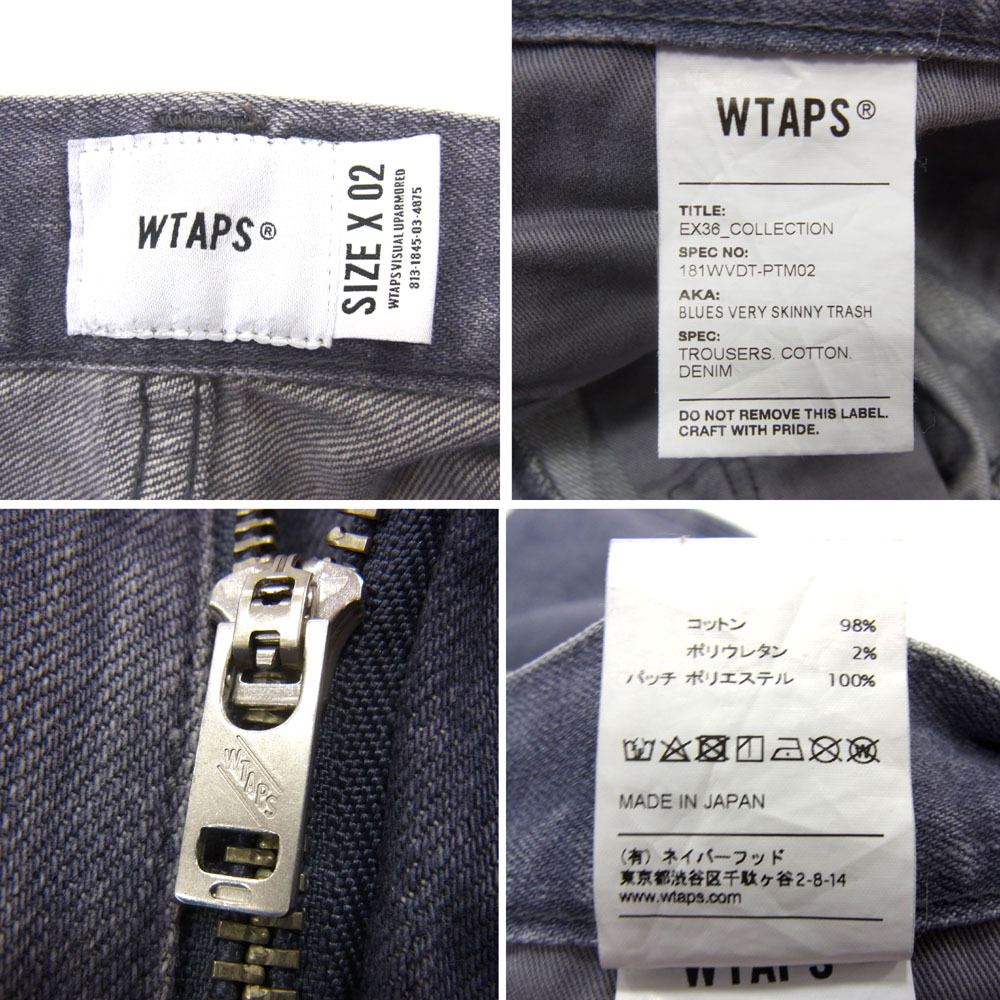 WTAPS®
SIZE X 02
WTAPS VISUAL UPARMORED
813-1845-03-4875
WTAPS®
TITLE:
EX36_COLLECTION
SPEC NO:
181WVDT-PTM02
AKA:
BLUES VERY SKINNY TRASH
SPEC:
TROUSERS. COTTON.
DENIM
DO NOT REMOVE THIS LABEL.
CRAFT WITH PRIDE.
WTAPS
コットン 98%
ポリウレタン 2%
パッチ ポリエステル 100%
MADE IN JAPAN
(有) ネイバーフッド
東京都渋谷区千駄ヶ谷2-8-14
www.wtaps.com
WTAPS